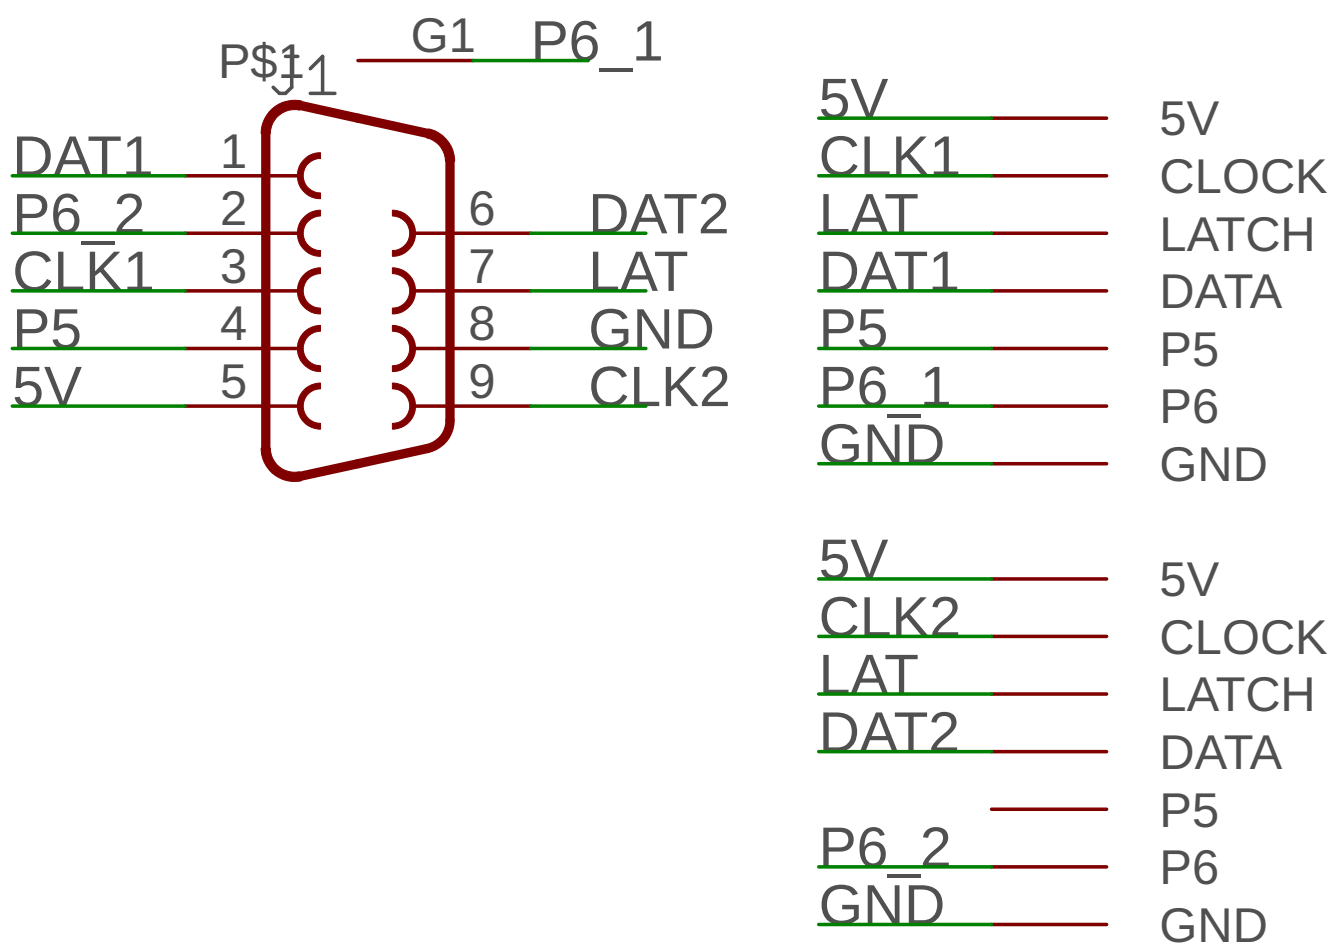 G1 P6_1
P$1
J1
DAT1 1
P6_2 2 6 DAT2
CLK1 3 7 LAT
P5 4 8 GND
5V 5 9 CLK2
5V 5V
CLK1 CLOCK
LAT LATCH
DAT1 DATA
P5 P5
P6_1 P6
GND GND
5V 5V
CLK2 CLOCK
LAT LATCH
DAT2 DATA
P5
P6_2 P6
GND GND